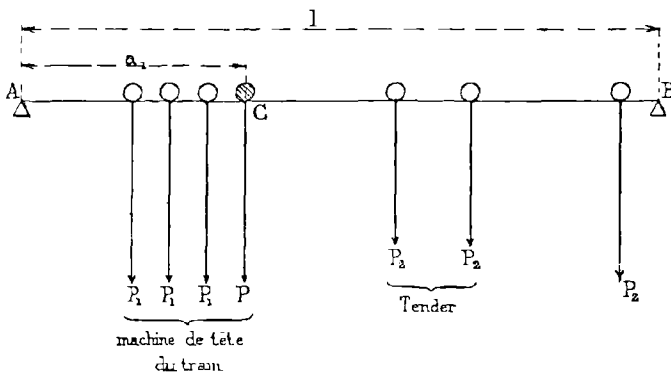 l
a₁
A
B
C
P₁ P₁ P₁ P
P₂ P₂
P₂
Tender
machine de tête
du train